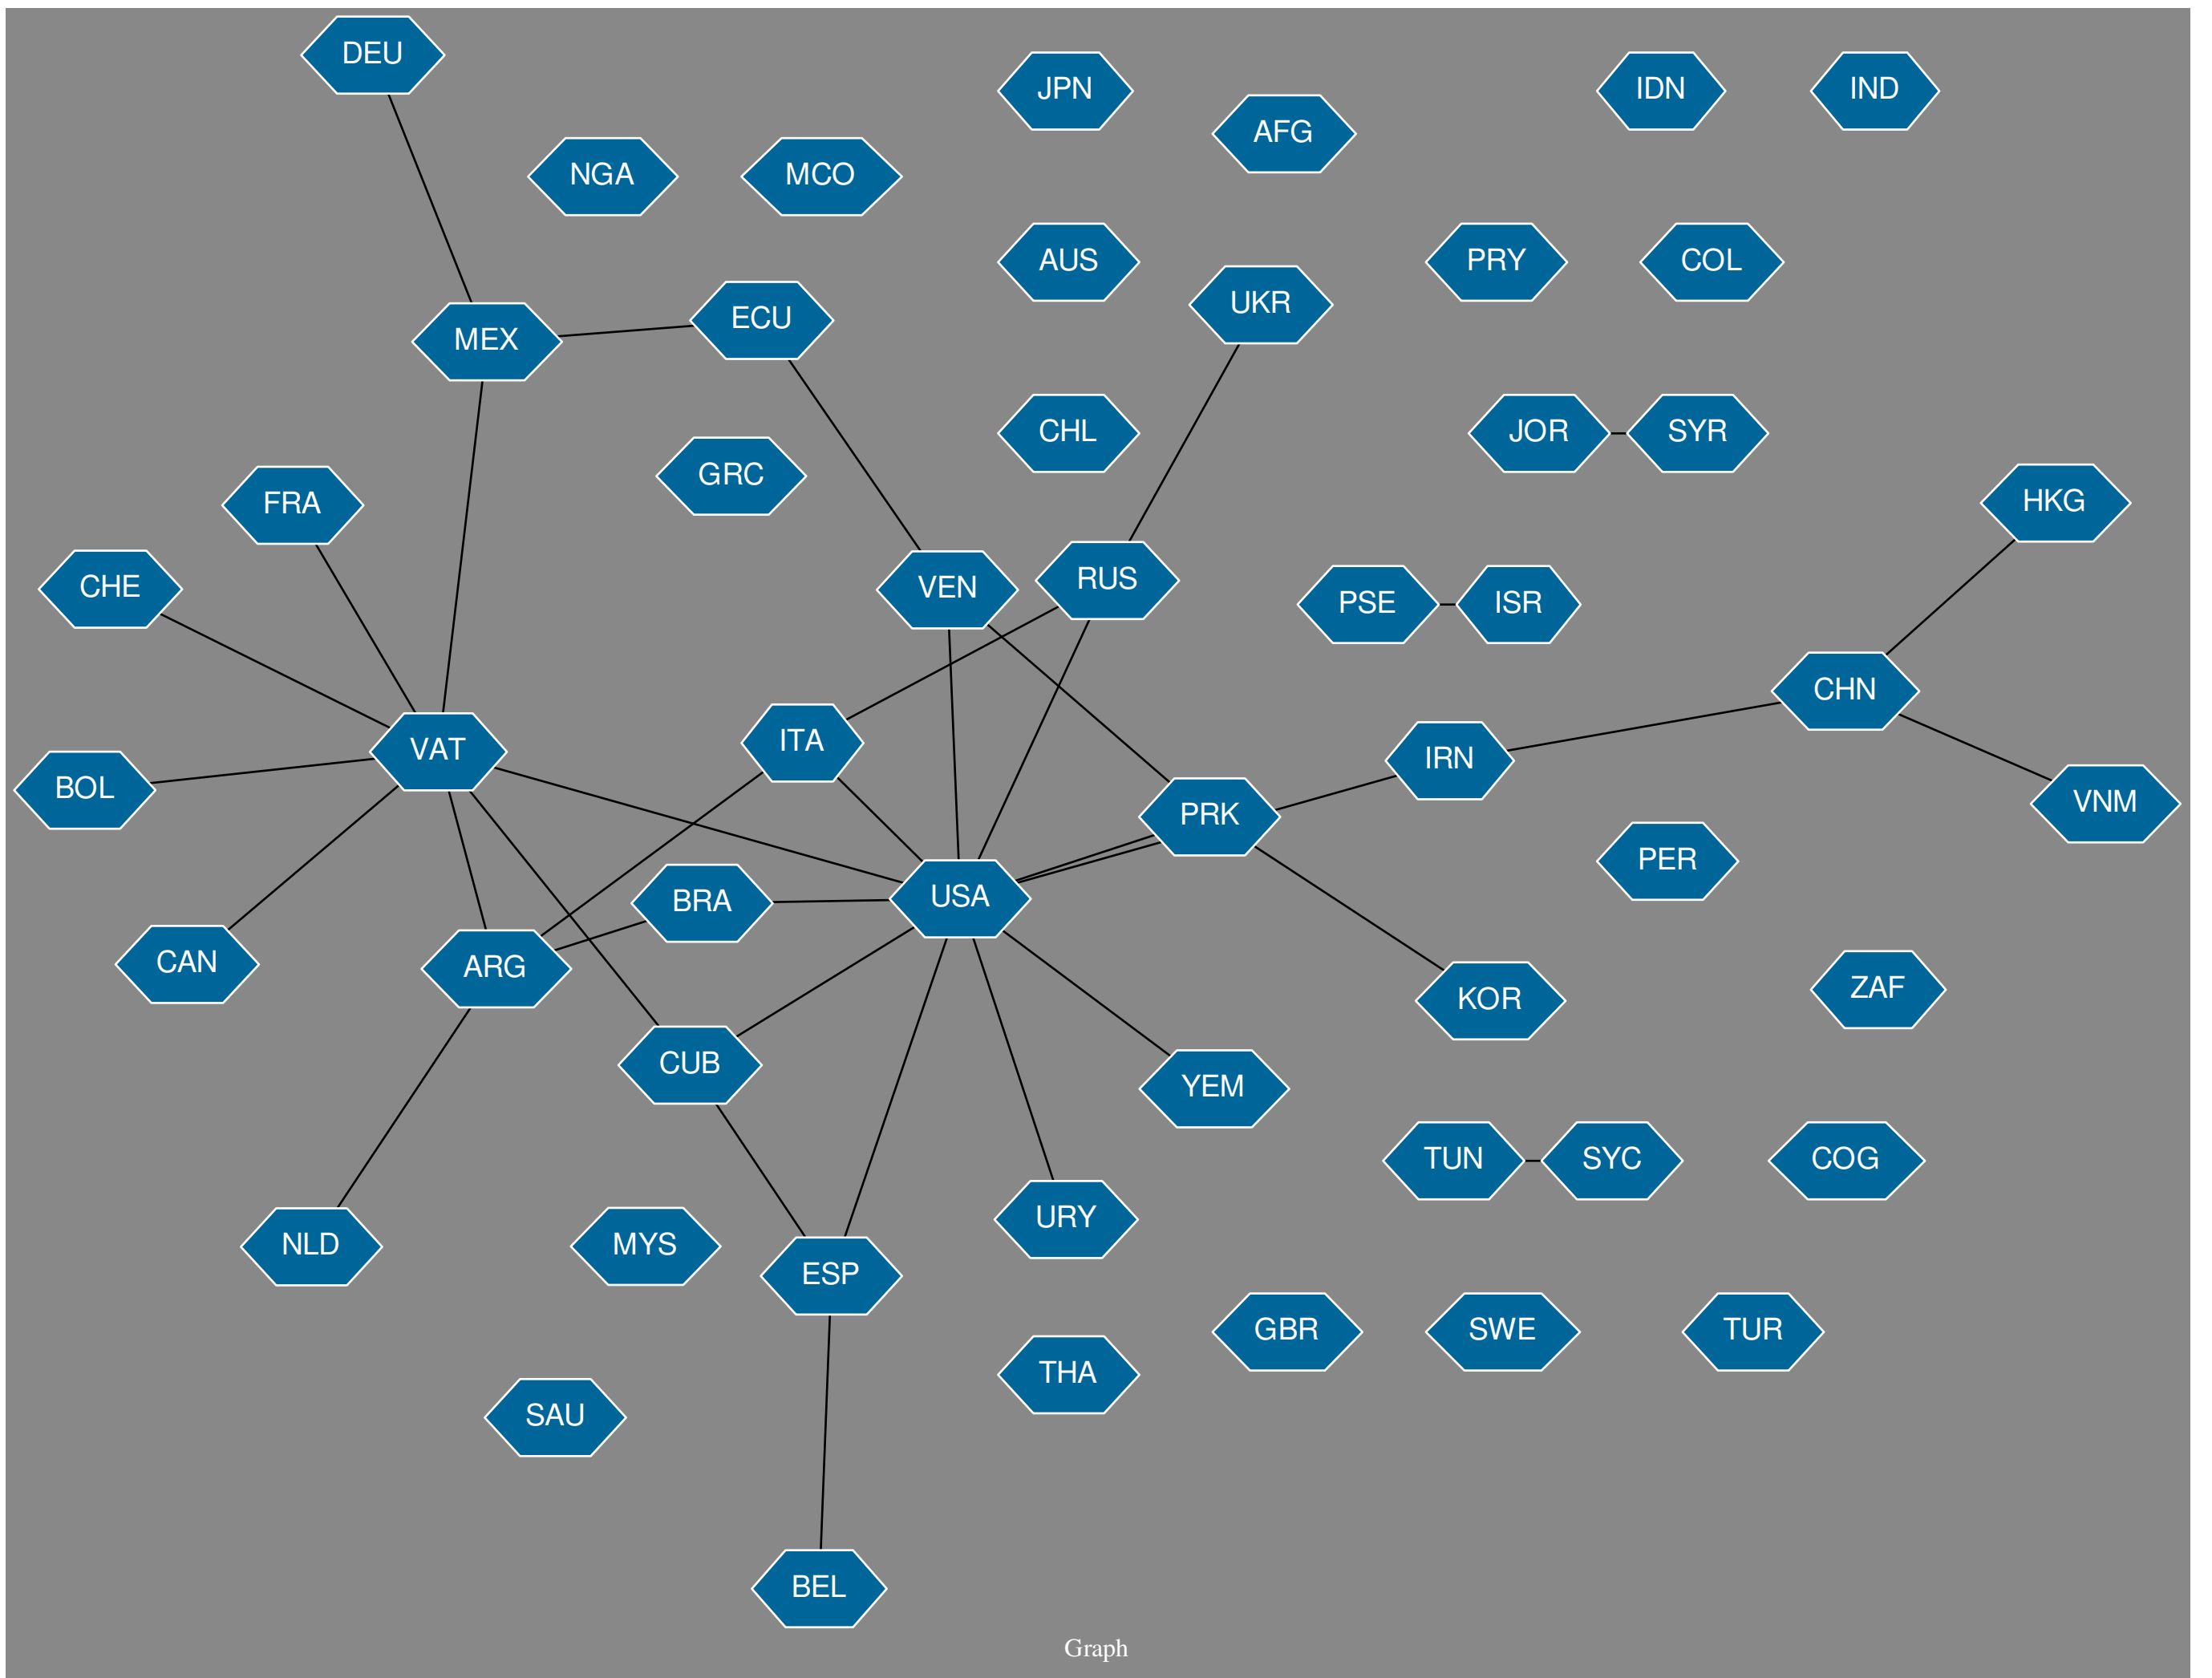 DEU
JPN
IDN
IND
AFG
NGA
MCO
AUS
PRY
COL
UKR
ECU
MEX
CHL
JOR
SYR
GRC
HKG
FRA
RUS
CHE
VEN
PSE
ISR
CHN
ITA
VAT
IRN
BOL
VNM
PRK
PER
USA
BRA
CAN
ARG
ZAF
KOR
CUB
YEM
TUN
SYC
COG
URY
NLD
MYS
ESP
GBR
SWE
TUR
THA
SAU
BEL
Graph